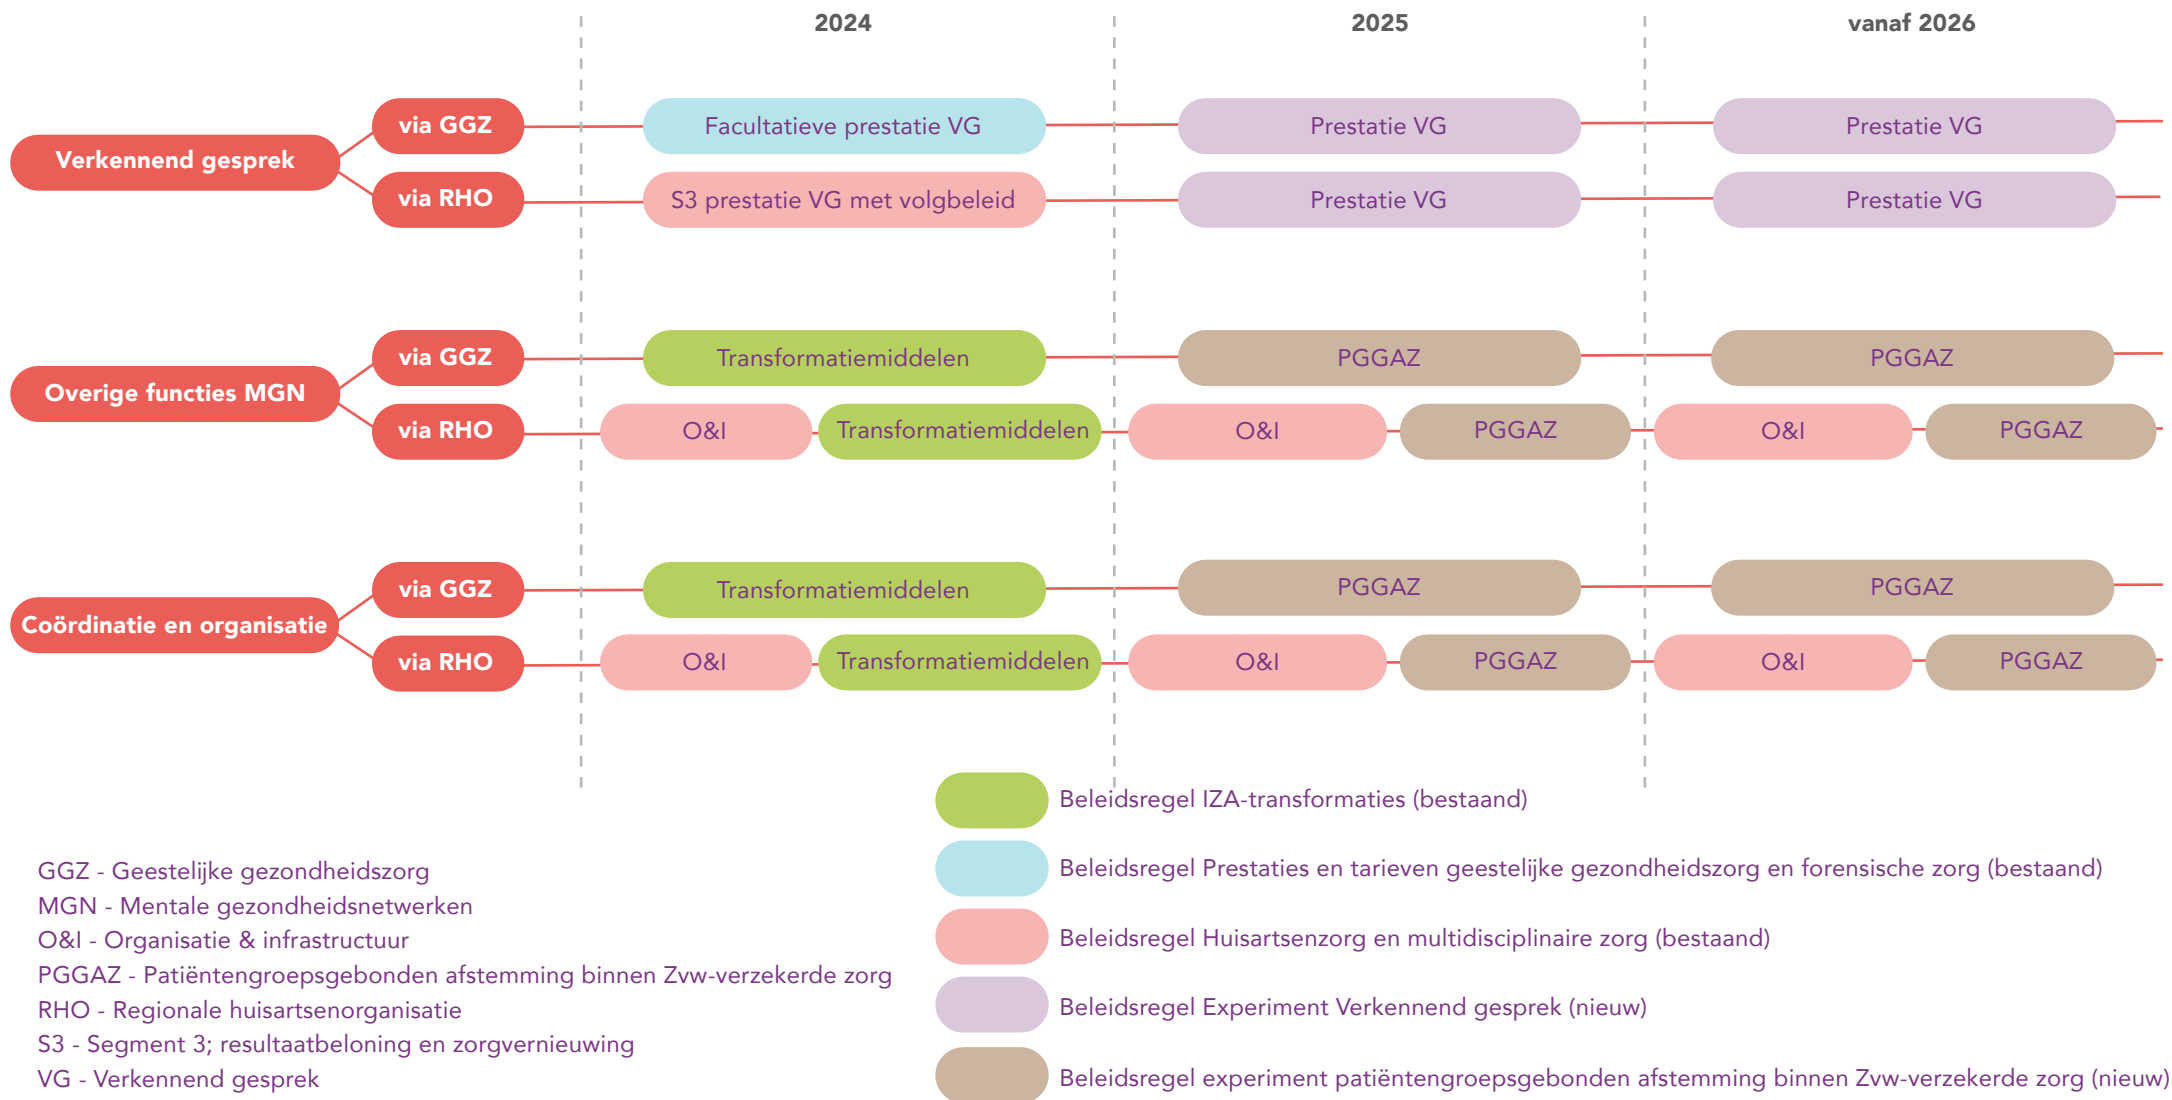 2024
2025
vanaf 2026
Verkennend gesprek
via GGZ
Facultatieve prestatie VG
Prestatie VG
Prestatie VG
via RHO
S3 prestatie VG met volgbeleid
Prestatie VG
Prestatie VG
Overige functies MGN
via GGZ
Transformatiemiddelen
PGGAZ
PGGAZ
via RHO
O&I
Transformatiemiddelen
O&I
PGGAZ
O&I
PGGAZ
Coördinatie en organisatie
via GGZ
Transformatiemiddelen
PGGAZ
PGGAZ
via RHO
O&I
Transformatiemiddelen
O&I
PGGAZ
O&I
PGGAZ
GGZ - Geestelijke gezondheidszorg
MGN - Mentale gezondheidsnetwerken
O&I - Organisatie & infrastructuur
PGGAZ - Patiëntengroepsgebonden afstemming binnen Zvw-verzekerde zorg
RHO - Regionale huisartsenorganisatie
S3 - Segment 3; resultaatbeloning en zorgvernieuwing
VG - Verkennend gesprek
Beleidsregel IZA-transformaties (bestaand)
Beleidsregel Prestaties en tarieven geestelijke gezondheidszorg en forensische zorg (bestaand)
Beleidsregel Huisartsenzorg en multidisciplinaire zorg (bestaand)
Beleidsregel Experiment Verkennend gesprek (nieuw)
Beleidsregel experiment patiëntengroepsgebonden afstemming binnen Zvw-verzekerde zorg (nieuw)